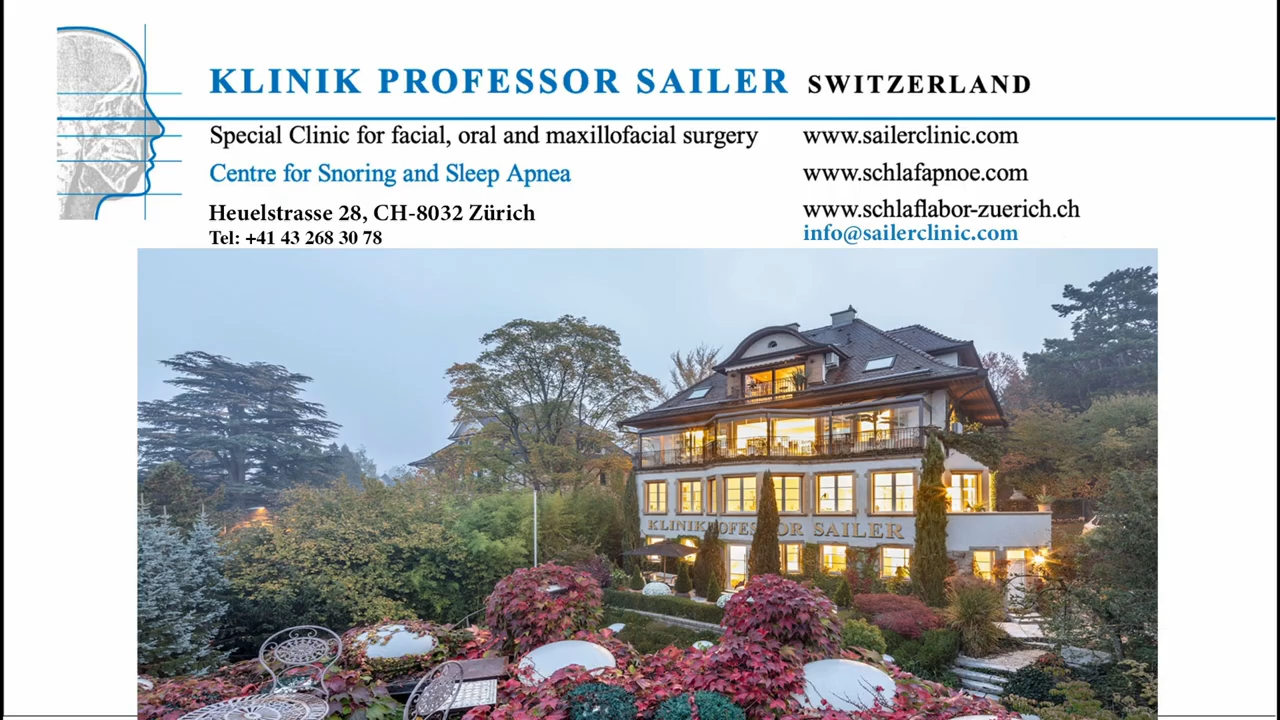 KLINIK PROFESSOR SAILER SWITZERLAND
Special Clinic for facial, oral and maxillofacial surgery www.sailerclinic.com
Centre for Snoring and Sleep Apnea www.schlafapnoe.com
Heuelstrasse 28, CH-8032 Zürich www.schlaflabor-zuerich.ch
Tel: +41 43 268 30 78 info@sailerclinic.com
KLINIK OFESSOR SAILER